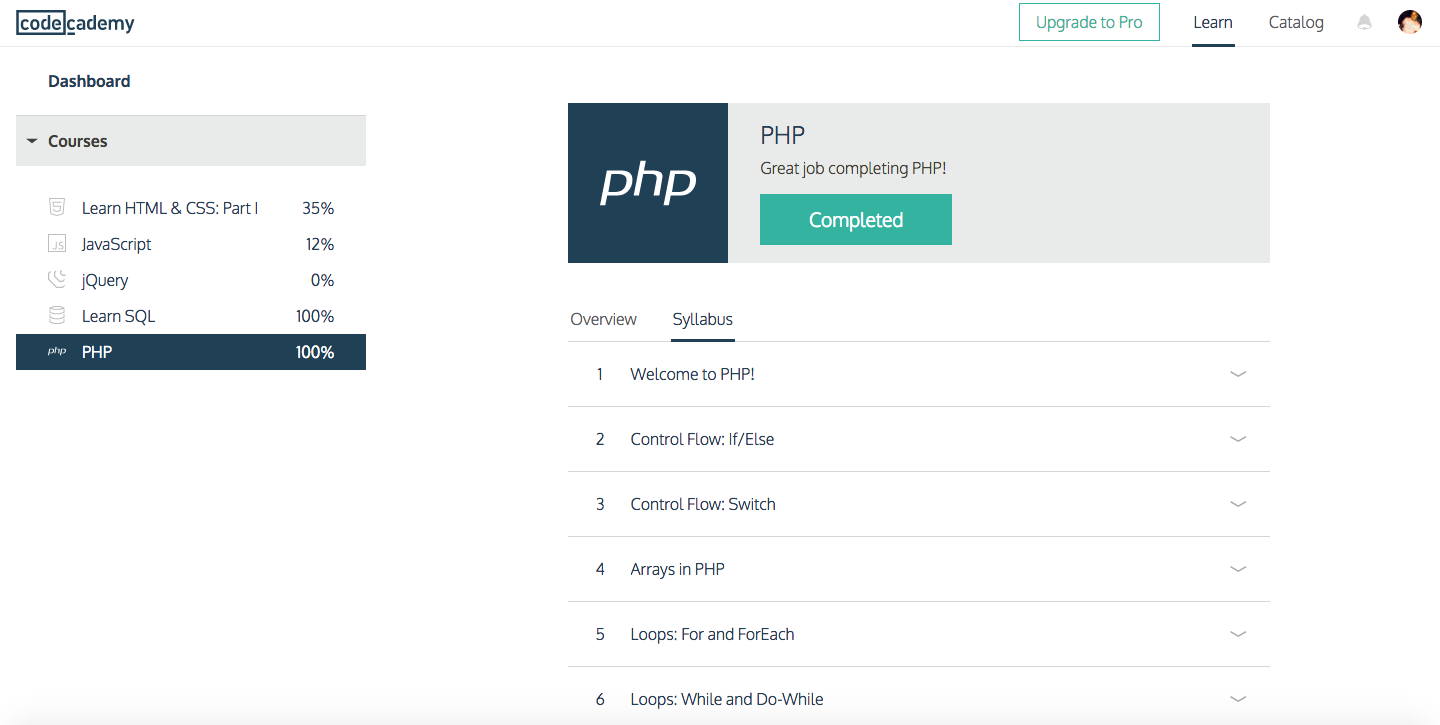 codecademy
Upgrade to Pro
Learn
Catalog
Dashboard
Courses
Learn HTML & CSS: Part I 35%
JS JavaScript 12%
jQuery 0%
Learn SQL 100%
php PHP 100%
php
PHP
Great job completing PHP!
Completed
Overview Syllabus
1 Welcome to PHP!
2 Control Flow: If/Else
3 Control Flow: Switch
4 Arrays in PHP
5 Loops: For and ForEach
6 Loops: While and Do-While